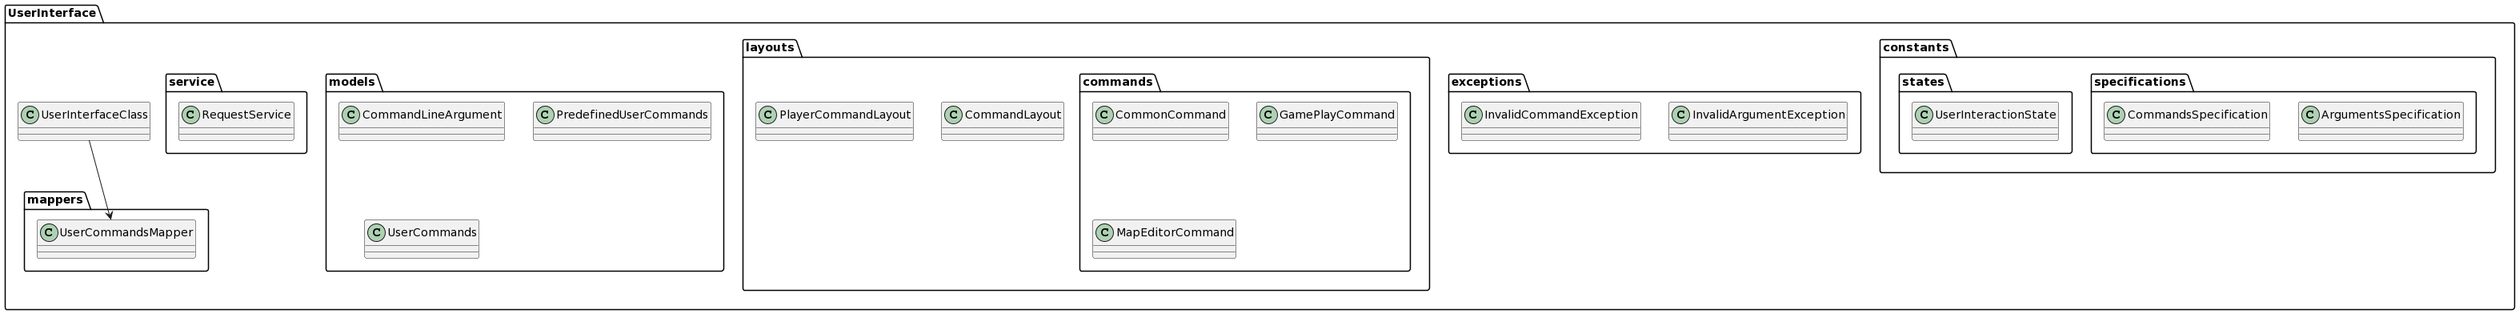 UserInterface
layouts
constants
service
models
commands
exceptions
states
specifications
C UserInterfaceClass
C RequestService
C CommandLineArgument
C PredefinedUserCommands
C PlayerCommandLayout
C CommandLayout
C CommonCommand
C GamePlayCommand
C InvalidCommandException
C InvalidArgumentException
C UserInteractionState
C CommandsSpecification
C ArgumentsSpecification
mappers
C UserCommandsMapper
C UserCommands
C MapEditorCommand